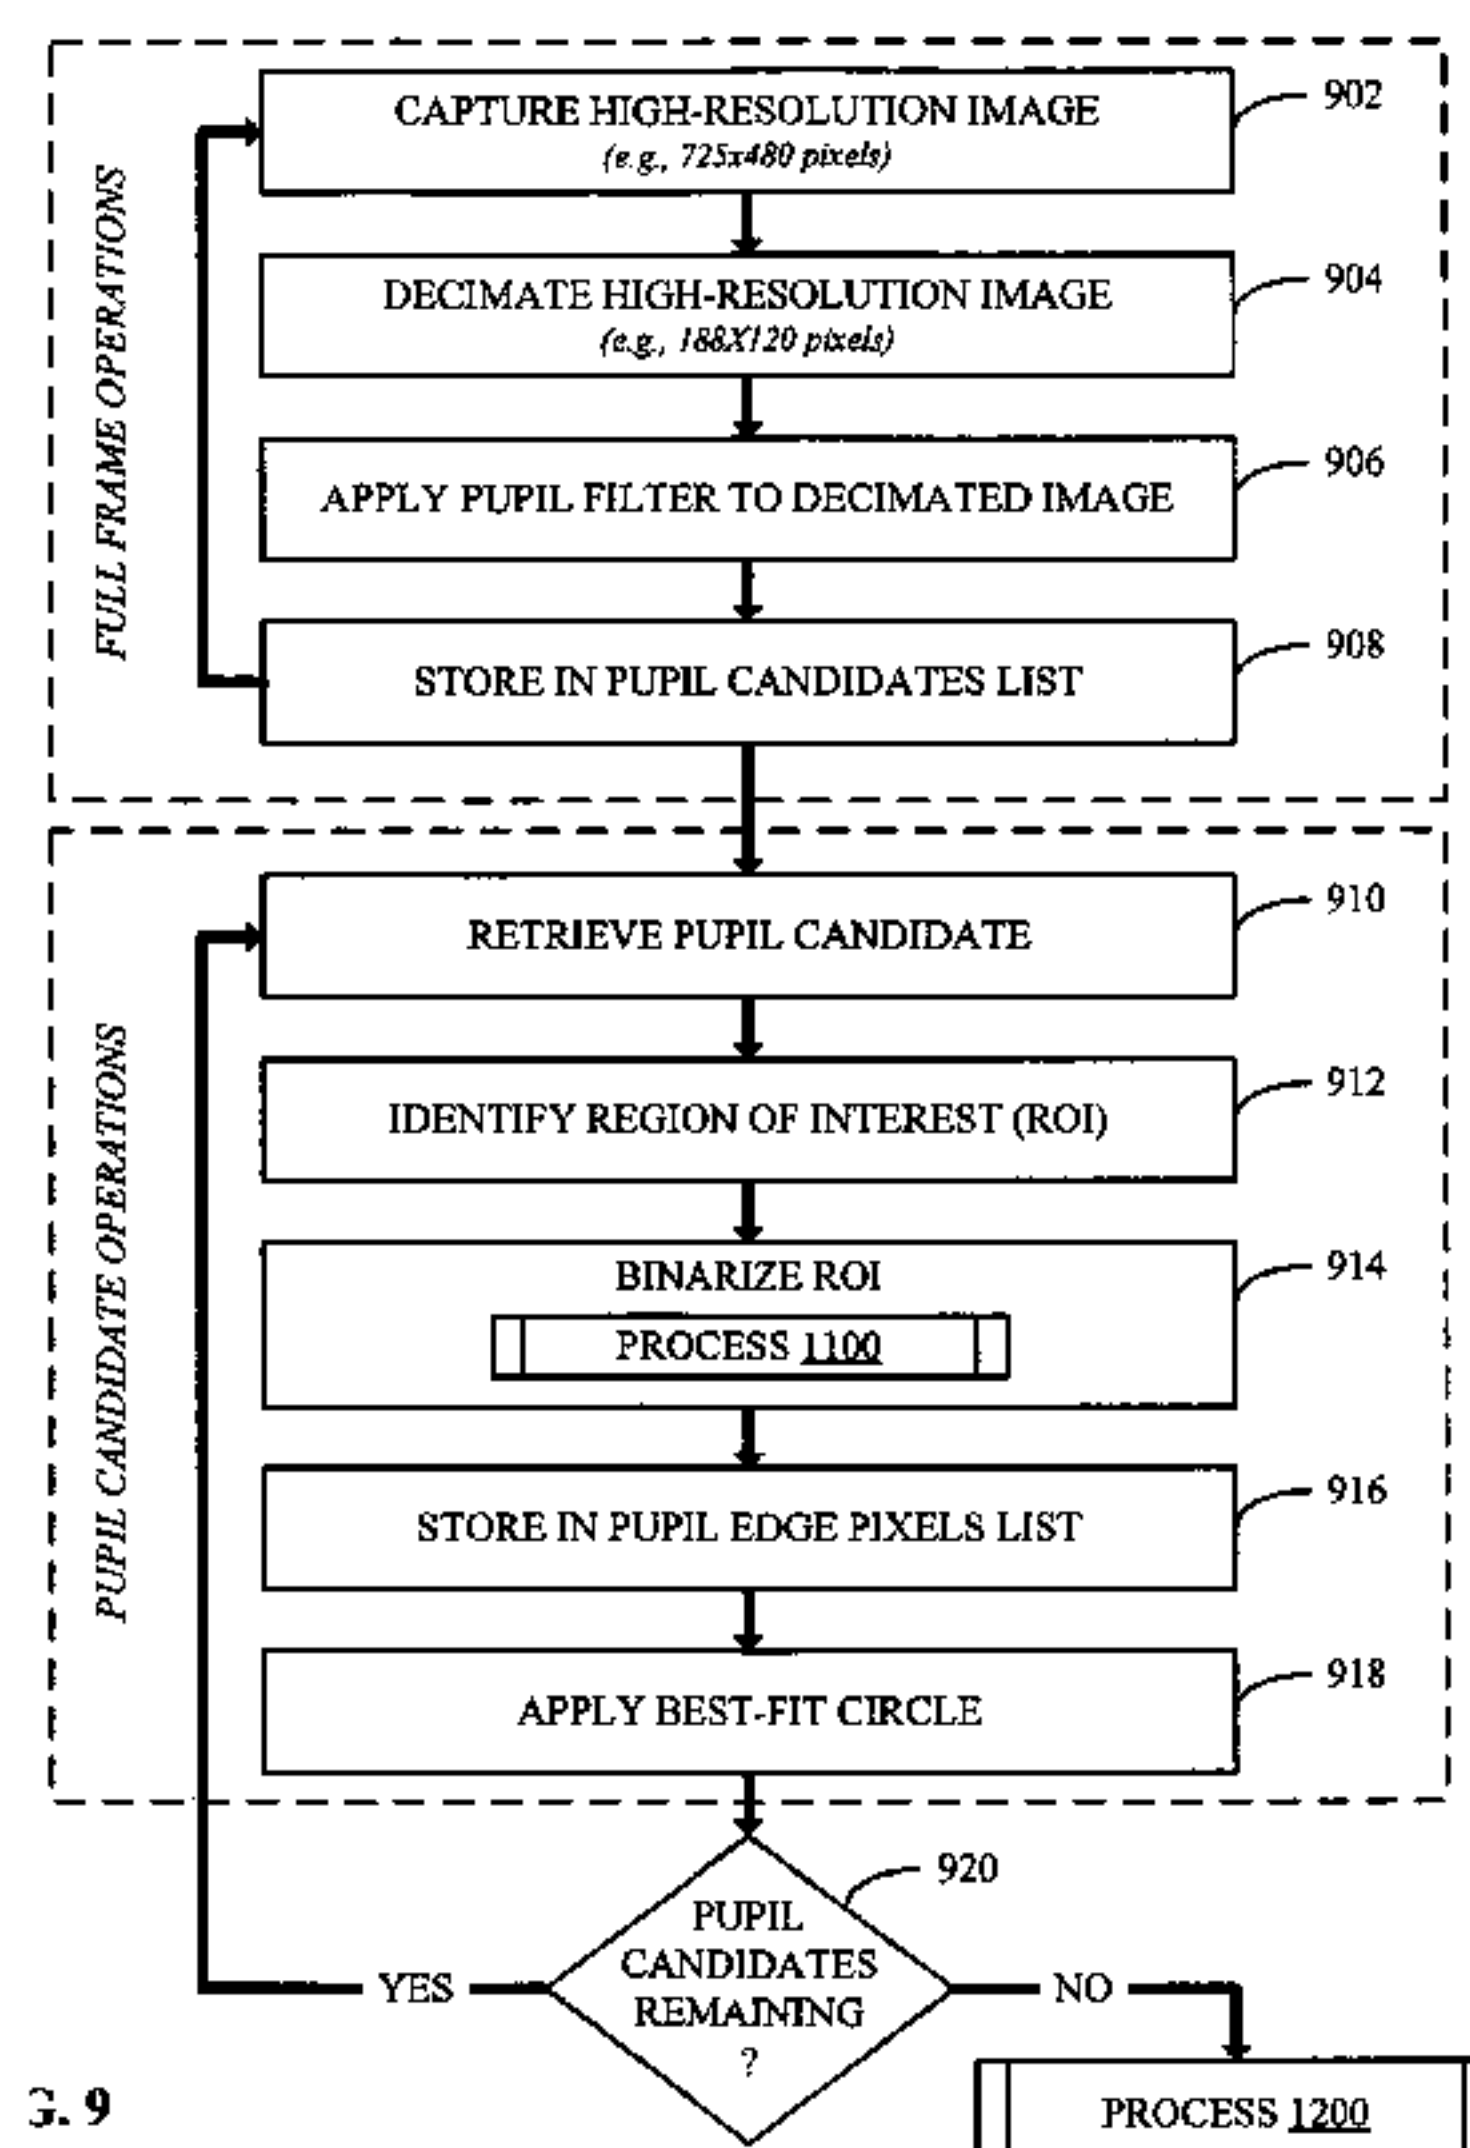 FULL FRAME OPERATIONS
CAPTURE HIGH-RESOLUTION IMAGE
(e.g., 725x480 pixels)
902
DECIMATE HIGH-RESOLUTION IMAGE
(e.g., 188X120 pixels)
904
APPLY PUPIL FILTER TO DECIMATED IMAGE
906
STORE IN PUPIL CANDIDATES LIST
908
PUPIL CANDIDATE OPERATIONS
RETRIEVE PUPIL CANDIDATE
910
IDENTIFY REGION OF INTEREST (ROI)
912
BINARIZE ROI
PROCESS 1100
914
STORE IN PUPIL EDGE PIXELS LIST
916
APPLY BEST-FIT CIRCLE
918
920
PUPIL
CANDIDATES
REMAINING
?
YES
NO
PROCESS 1200
G. 9